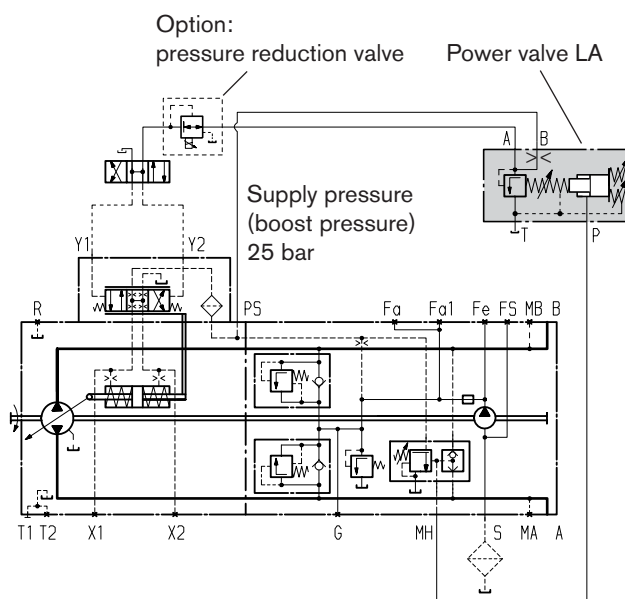 Option:
pressure reduction valve
Power valve LA
A B
T P
Supply pressure
(boost pressure)
25 bar
Y1 Y2
R PS Fa Fa1 Fe FS MB B
T1 T2 X1 X2 G MH S MA A